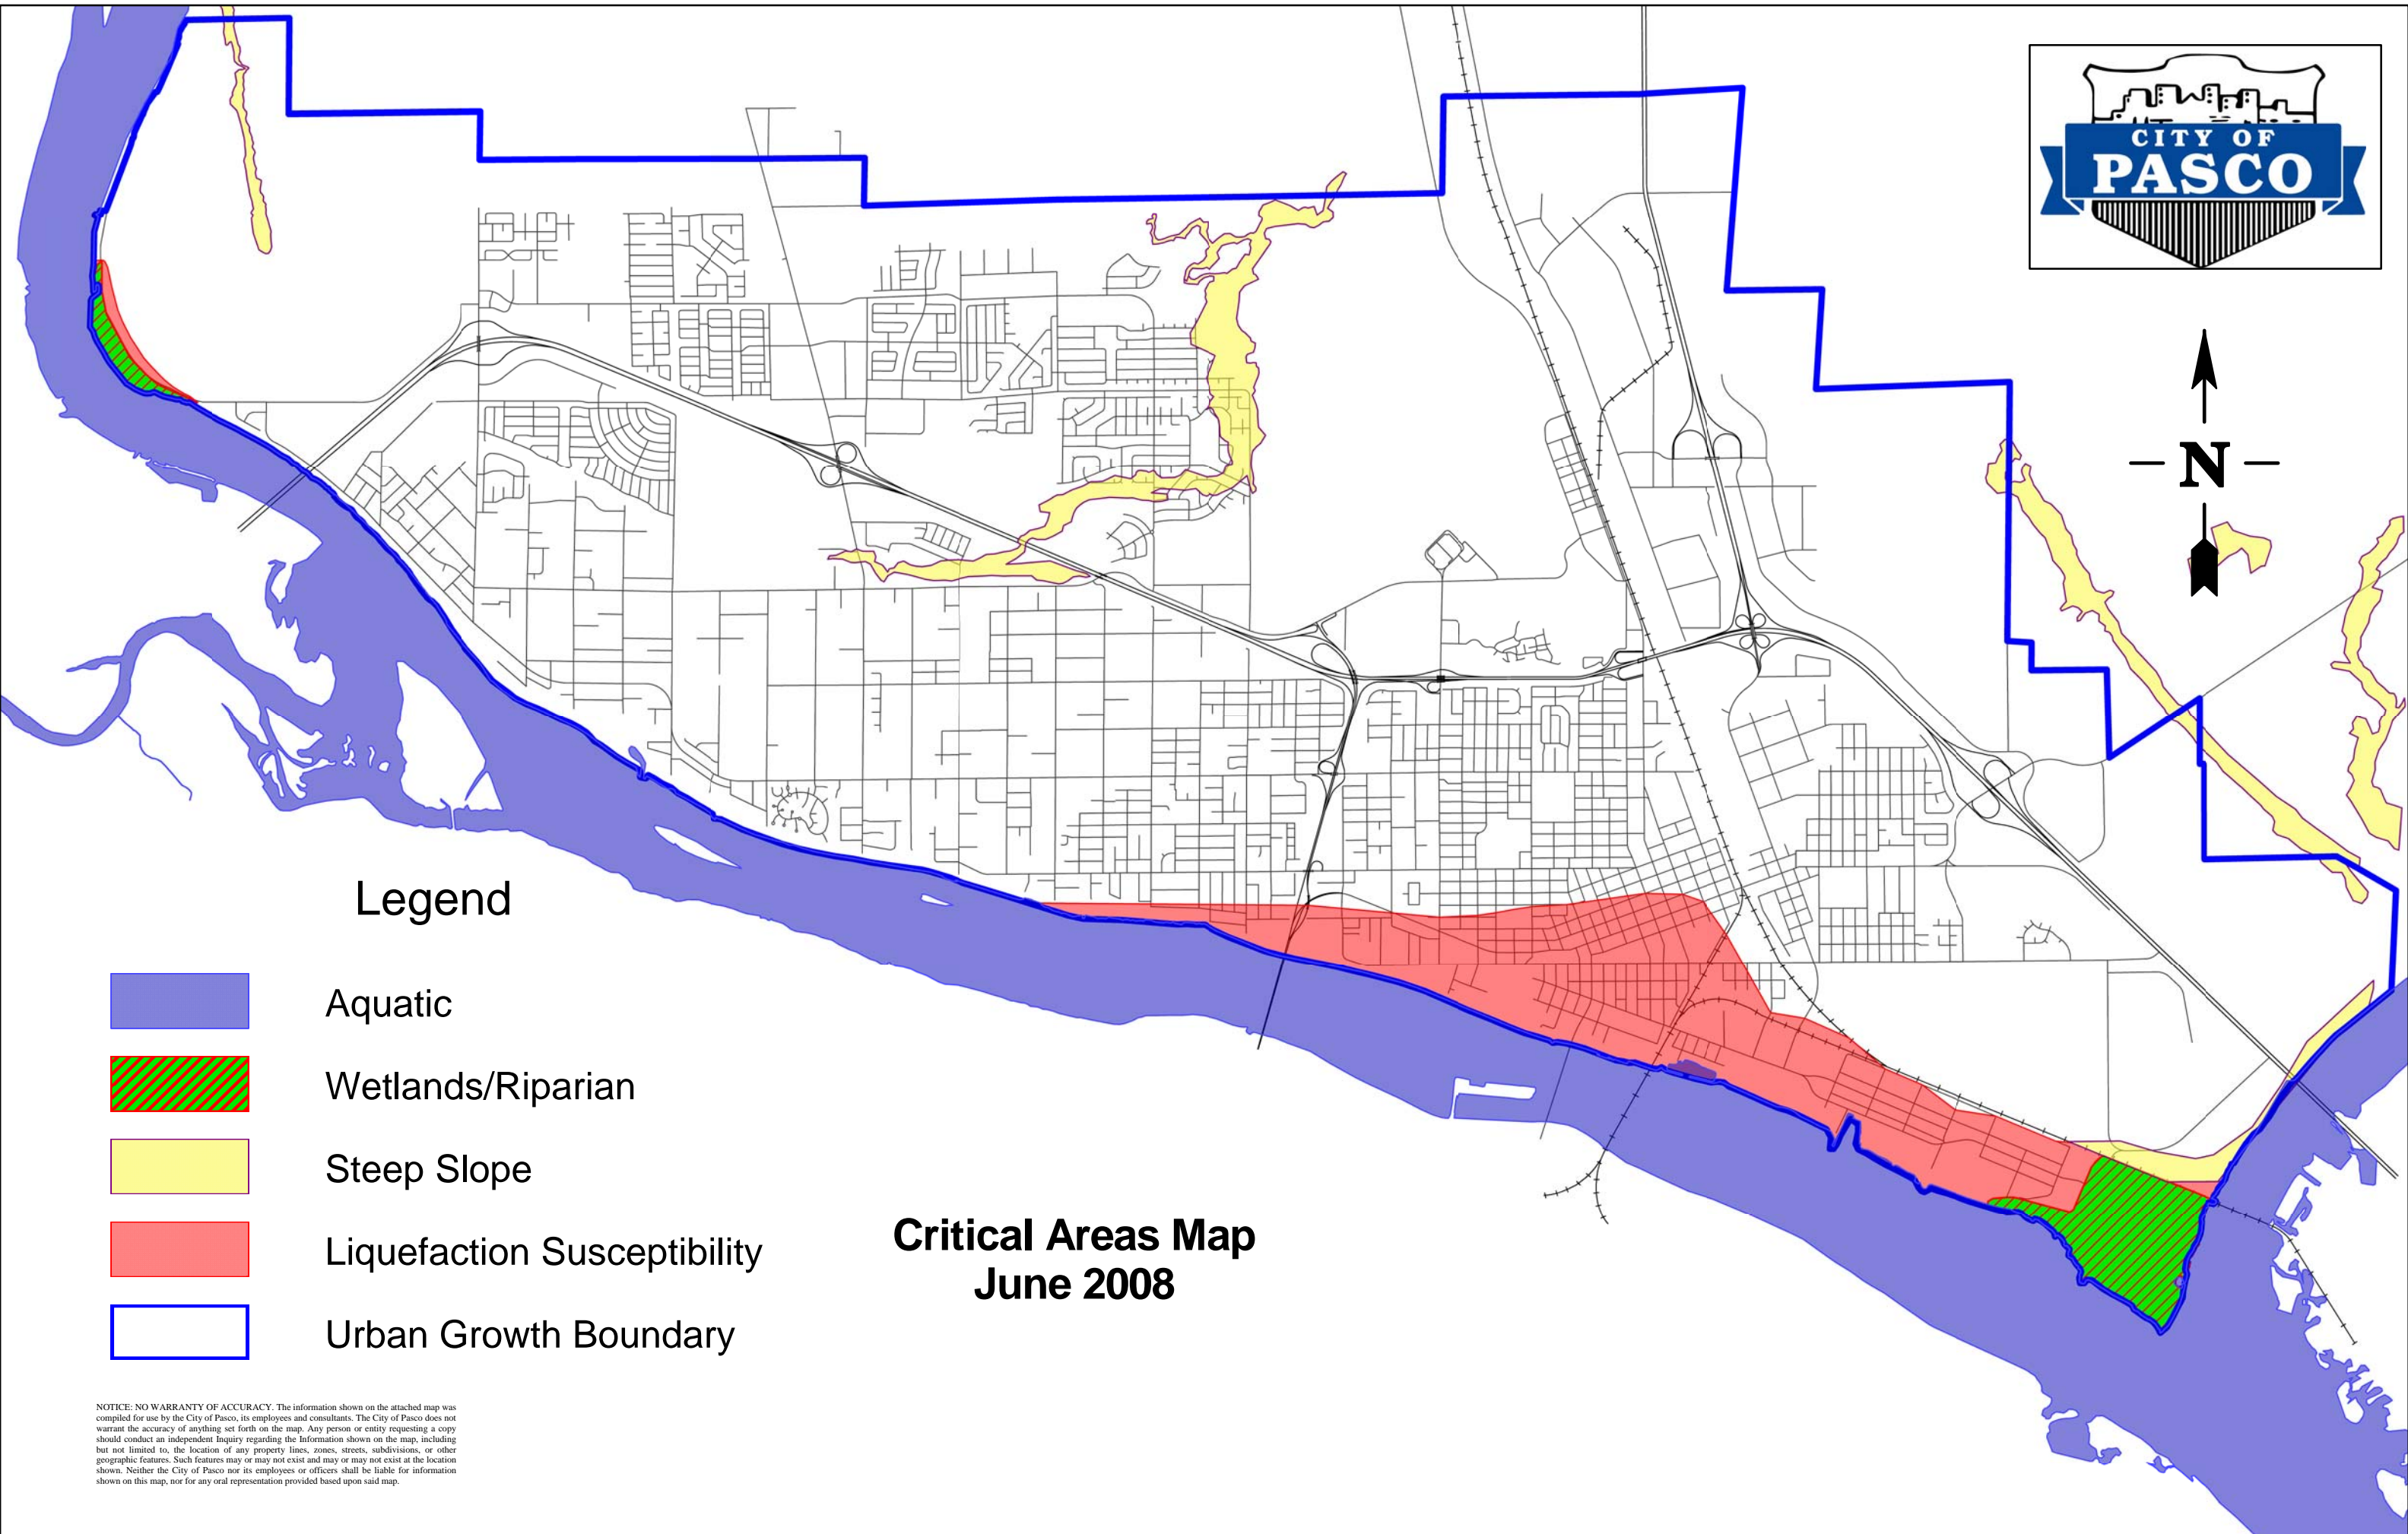 CITY OF
PASCO
N
Legend
Aquatic
Wetlands/Riparian
Steep Slope
Liquefaction Susceptibility
Urban Growth Boundary
Critical Areas Map
June 2008
NOTICE: NO WARRANTY OF ACCURACY. The information shown on the attached map was
compiled for use by the City of Pasco, its employees and consultants. The City of Pasco does not
warrant the accuracy of anything set forth on the map. Any person or entity requesting a copy
should conduct an independent Inquiry regarding the Information shown on the map, including
but not limited to, the location of any property lines, zones, streets, subdivisions, or other
geographic features. Such features may or may not exist and may or may not exist at the location
shown. Neither the City of Pasco nor its employees or officers shall be liable for information
shown on this map, nor for any oral representation provided based upon said map.